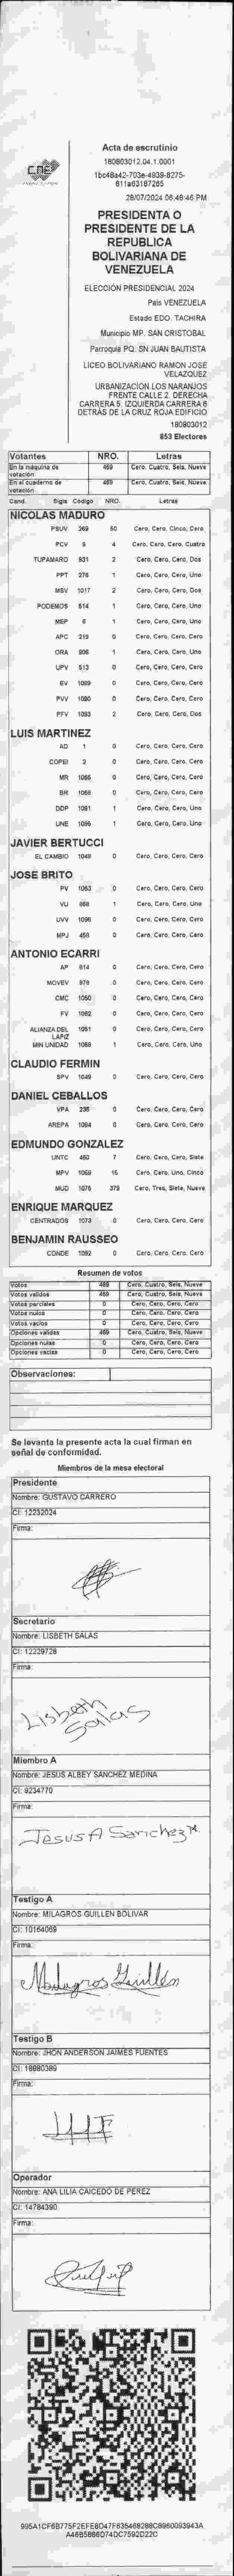 CNE
Acta de escrutinio
180803012.04.1.0001
1bc48a42-703e-4939-8275-
611a63167265
28/07/2024 06:46:46 PM
PRESIDENTA O
PRESIDENTE DE LA
REPUBLICA
BOLIVARIANA DE
VENEZUELA
ELECCIÓN PRESIDENCIAL 2024
País VENEZUELA
Estado EDO. TACHIRA
Municipio MP. SAN CRISTOBAL
Parroquia PQ. SN JUAN BAUTISTA
LICEO BOLIVARIANO RAMON JOSE
VELAZQUEZ
URBANIZACIÓN LOS NARANJOS
FRENTE CALLE 2. DERECHA
CARRERA 5. IZQUIERDA CARRERA 6
DETRÁS DE LA CRUZ ROJA EDIFICIO
180803012
853 Electores
Votantes NRO. Letras
En la máquina de votación 469 Cero, Cuatro, Seis, Nueve
En el cuaderno de votación 469 Cero, Cuatro, Seis, Nueve
Cand. Sigla Código NRO. Letras
NICOLAS MADURO
PSUV 269 50 Cero, Cero, Cinco, Cero
PCV 9 4 Cero, Cero, Cero, Cuatro
TUPAMARO 931 2 Cero, Cero, Cero, Dos
PPT 276 1 Cero, Cero, Cero, Uno
MSV 1017 2 Cero, Cero, Cero, Dos
PODEMOS 514 1 Cero, Cero, Cero, Uno
MEP 6 1 Cero, Cero, Cero, Uno
APC 219 0 Cero, Cero, Cero, Cero
ORA 906 1 Cero, Cero, Cero, Uno
UPV 513 0 Cero, Cero, Cero, Cero
EV 1089 0 Cero, Cero, Cero, Cero
PVV 1090 0 Cero, Cero, Cero, Cero
PFV 1093 2 Cero, Cero, Cero, Dos
LUIS MARTINEZ
AD 1 0 Cero, Cero, Cero, Cero
COPEI 2 0 Cero, Cero, Cero, Cero
MR 1065 0 Cero, Cero, Cero, Cero
BR 1056 0 Cero, Cero, Cero, Cero
DDP 1091 1 Cero, Cero, Cero, Uno
UNE 1095 1 Cero, Cero, Cero, Uno
JAVIER BERTUCCI
EL CAMBIO 1048 0 Cero, Cero, Cero, Cero
JOSE BRITO
PV 1053 0 Cero, Cero, Cero, Cero
VU 868 1 Cero, Cero, Cero, Uno
UVV 1096 0 Cero, Cero, Cero, Cero
MPJ 458 0 Cero, Cero, Cero, Cero
ANTONIO ECARRI
AP 614 0 Cero, Cero, Cero, Cero
MOVEV 976 0 Cero, Cero, Cero, Cero
CMC 1050 0 Cero, Cero, Cero, Cero
FV 1062 0 Cero, Cero, Cero, Cero
ALIANZA DEL LAPIZ 1051 0 Cero, Cero, Cero, Cero
MIN UNIDAD 1068 1 Cero, Cero, Cero, Uno
CLAUDIO FERMIN
SPV 1049 0 Cero, Cero, Cero, Cero
DANIEL CEBALLOS
VPA 235 0 Cero, Cero, Cero, Cero
AREPA 1094 0 Cero, Cero, Cero, Cero
EDMUNDO GONZALEZ
UNTC 460 7 Cero, Cero, Cero, Siete
MPV 1069 15 Cero, Cero, Uno, Cinco
MUD 1076 379 Cero, Tres, Siete, Nueve
ENRIQUE MARQUEZ
CENTRADOS 1073 0 Cero, Cero, Cero, Cero
BENJAMIN RAUSSEO
CONDE 1092 0 Cero, Cero, Cero, Cero
Resumen de votos
Votos 469 Cero, Cuatro, Seis, Nueve
Votos validos 469 Cero, Cuatro, Seis, Nueve
Votos parciales 0 Cero, Cero, Cero, Cero
Votos nulos 0 Cero, Cero, Cero, Cero
Votos vacíos 0 Cero, Cero, Cero, Cero
Opciones validas 469 Cero, Cuatro, Seis, Nueve
Opciones nulas 0 Cero, Cero, Cero, Cero
Opciones vacías 0 Cero, Cero, Cero, Cero
Observaciones:
Se levanta la presente acta la cual firman en
señal de conformidad.
Miembros de la mesa electoral
Presidente
Nombre: GUSTAVO CARRERO
CI: 12232024
Firma:
Secretario
Nombre: LISBETH SALAS
CI: 12229728
Firma:
Lisbeth
Salas
Miembro A
Nombre: JESUS ALBEY SANCHEZ MEDINA
CI: 9234770
Firma:
Jesus A Sanchez M
Testigo A
Nombre: MILAGROS GUILLEN BOLIVAR
CI: 10164069
Firma:
Milagros Guillen
Testigo B
Nombre: JHON ANDERSON JAIMES FUENTES
CI: 18880389
Firma:
Operador
Nombre: ANA LILIA CAICEDO DE PEREZ
CI: 14784390
Firma: